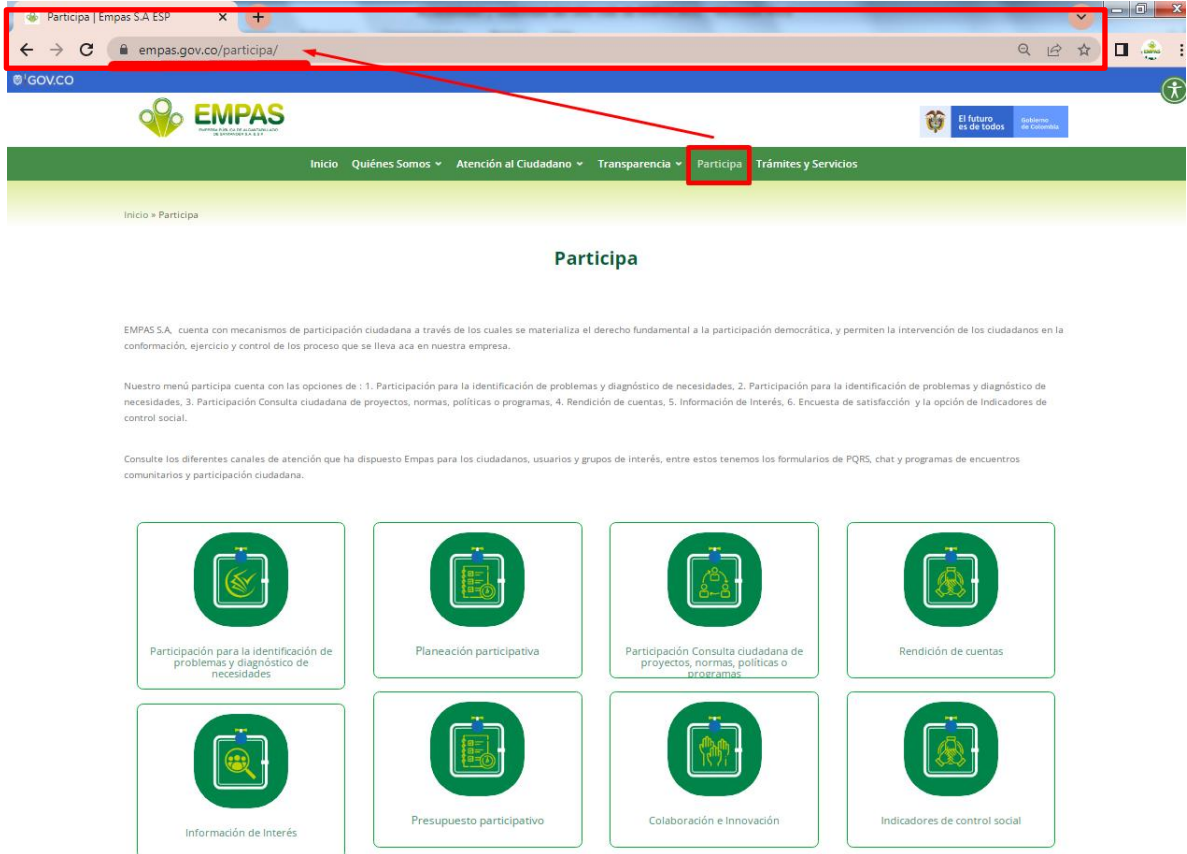 Participa | Empas S.A ESP
empas.gov.co/participa/
GOV.CO
EMPAS
EMPRESA PÚBLICA DE ALCANTARILLADO
DE SANTANDER S.A. E.S.P.
El futuro
es de todos
Gobierno
de Colombia
Inicio Quiénes Somos Atención al Ciudadano Transparencia Participa Trámites y Servicios
Inicio » Participa
Participa
EMPAS S.A, cuenta con mecanismos de participación ciudadana a través de los cuales se materializa el derecho fundamental a la participación democrática, y permiten la intervención de los ciudadanos en la
conformación, ejercicio y control de los proceso que se lleva aca en nuestra empresa.
Nuestro menú participa cuenta con las opciones de : 1. Participación para la identificación de problemas y diagnóstico de necesidades, 2. Participación para la identificación de problemas y diagnóstico de
necesidades, 3. Participación Consulta ciudadana de proyectos, normas, políticas o programas, 4. Rendición de cuentas, 5. Información de Interés, 6. Encuesta de satisfacción y la opción de Indicadores de
control social.
Consulte los diferentes canales de atención que ha dispuesto Empas para los ciudadanos, usuarios y grupos de interés, entre estos tenemos los formularios de PQRS, chat y programas de encuentros
comunitarios y participación ciudadana.
Participación para la identificación de
problemas y diagnóstico de
necesidades
Planeación participativa
Participación Consulta ciudadana de
proyectos, normas, políticas o
programas
Rendición de cuentas
Información de Interés
Presupuesto participativo
Colaboración e Innovación
Indicadores de control social